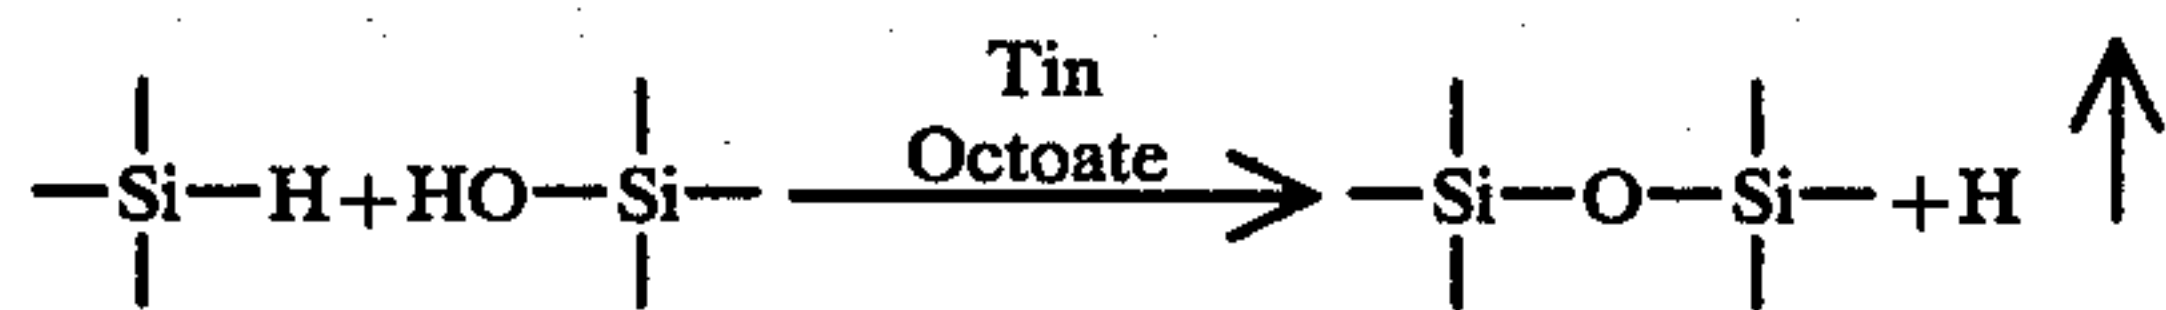 Tin
Octoate
—Si—H+HO—Si— —Si—O—Si—+H ↑